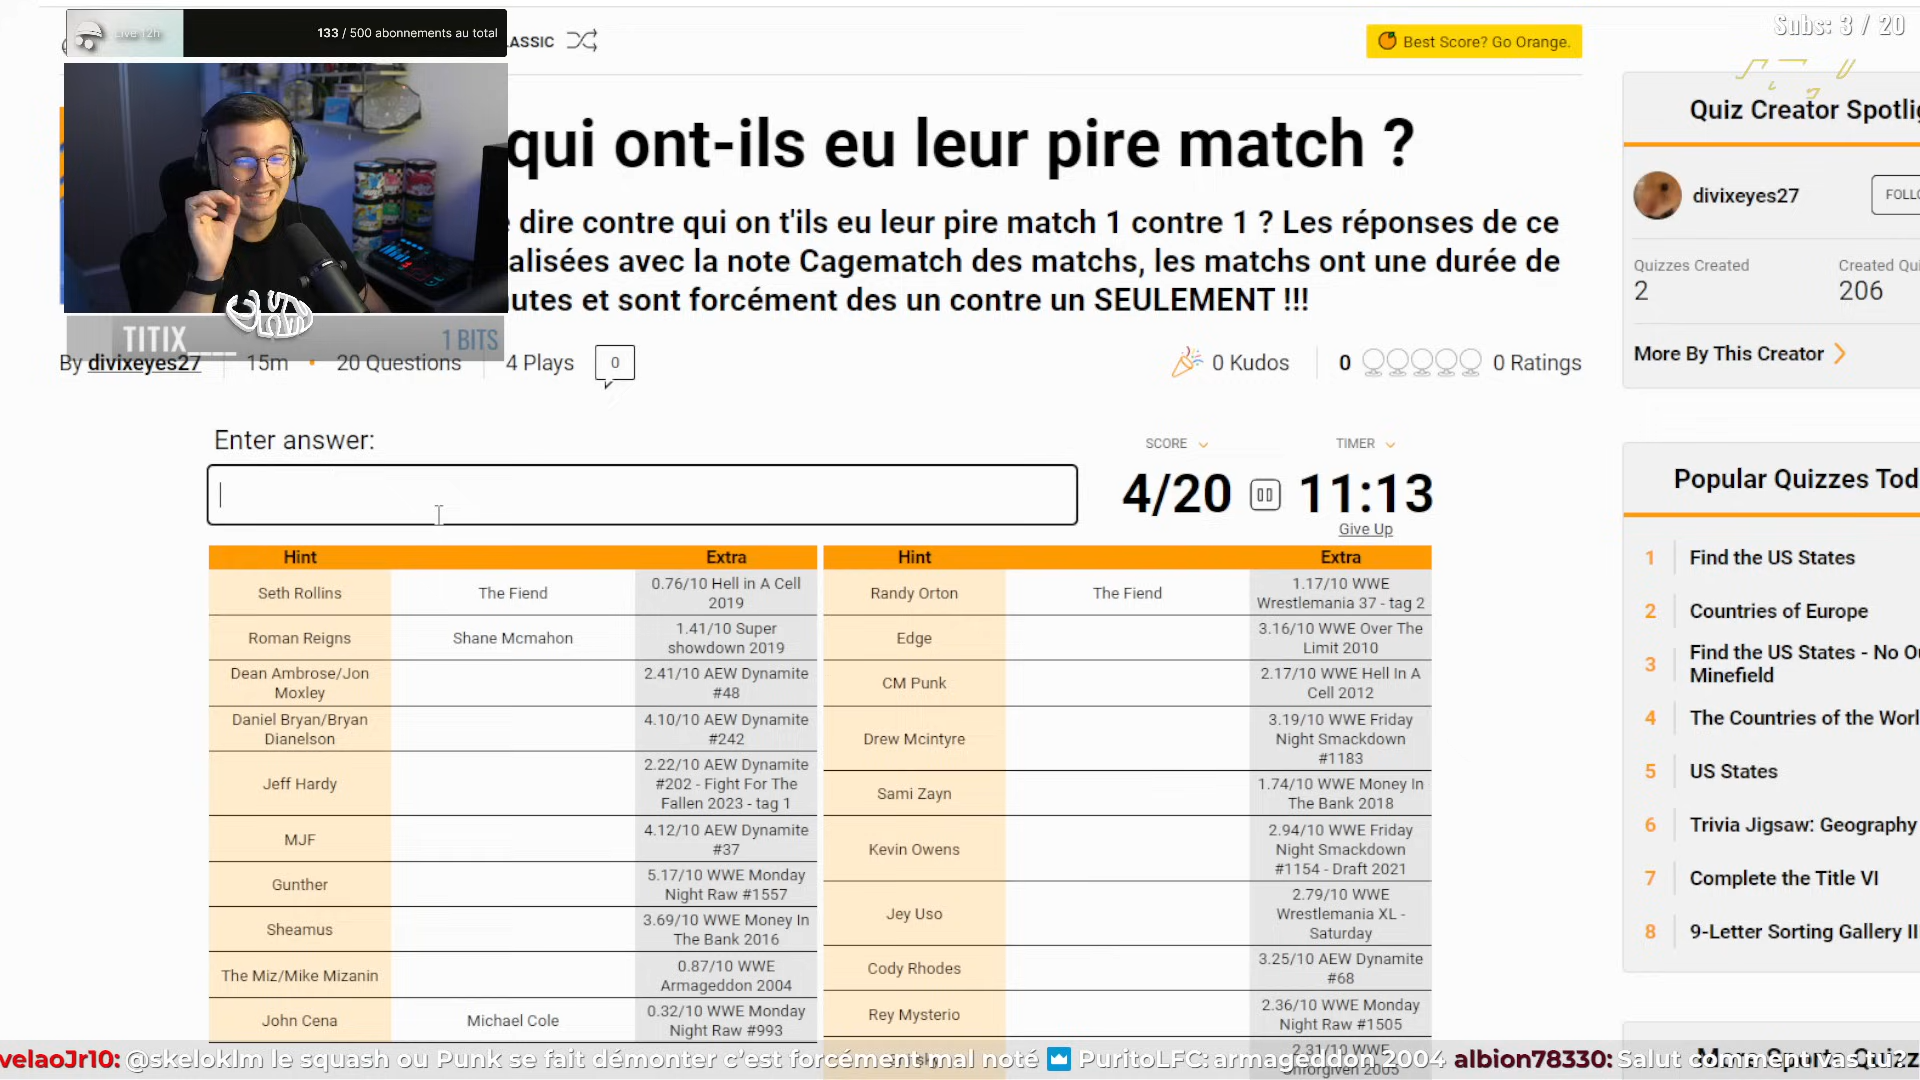 Live 12h
133 / 500 abonnements au total
ASSIC
Best Score? Go Orange.
Subs: 3 / 20
qui ont-ils eu leur pire match ?
dire contre qui on t'ils eu leur pire match 1 contre 1 ? Les réponses de ce
alisées avec la note Cagematch des matchs, les matchs ont une durée de
utes et sont forcément des un contre un SEULEMENT !!!
TITIX____
1 BITS
By divixeyes27
15m
20 Questions
4 Plays
0
0 Kudos
0
0 Ratings
Quiz Creator Spotlig
divixeyes27
FOLLO
Quizzes Created
2
Created Qui
206
More By This Creator
Enter answer:
SCORE
TIMER
4/20
11:13
Give Up
Hint Extra
Seth Rollins The Fiend 0.76/10 Hell in A Cell 2019
Roman Reigns Shane Mcmahon 1.41/10 Super showdown 2019
Dean Ambrose/Jon Moxley 2.41/10 AEW Dynamite #48
Daniel Bryan/Bryan Dianelson 4.10/10 AEW Dynamite #242
Jeff Hardy 2.22/10 AEW Dynamite #202 - Fight For The Fallen 2023 - tag 1
MJF 4.12/10 AEW Dynamite #37
Gunther 5.17/10 WWE Monday Night Raw #1557
Sheamus 3.69/10 WWE Money In The Bank 2016
The Miz/Mike Mizanin 0.87/10 WWE Armageddon 2004
John Cena Michael Cole 0.32/10 WWE Monday Night Raw #993
Hint Extra
Randy Orton The Fiend 1.17/10 WWE Wrestlemania 37 - tag 2
Edge 3.16/10 WWE Over The Limit 2010
CM Punk 2.17/10 WWE Hell In A Cell 2012
Drew Mcintyre 3.19/10 WWE Friday Night Smackdown #1183
Sami Zayn 1.74/10 WWE Money In The Bank 2018
Kevin Owens 2.94/10 WWE Friday Night Smackdown #1154 - Draft 2021
Jey Uso 2.79/10 WWE Wrestlemania XL - Saturday
Cody Rhodes 3.25/10 AEW Dynamite #68
Rey Mysterio 2.36/10 WWE Monday Night Raw #1505
2.31/10 WWE Unforgiven 2005
Popular Quizzes Tod
1 Find the US States
2 Countries of Europe
3 Find the US States - No Ou
Minefield
4 The Countries of the Worl
5 US States
6 Trivia Jigsaw: Geography
7 Complete the Title VI
8 9-Letter Sorting Gallery II
More Sports Quizz
velaoJr10: @skeloklm le squash ou Punk se fait démonter c'est forcément mal noté PuritoLFC: armageddon 2004 albion78330: Salut comment vas tu